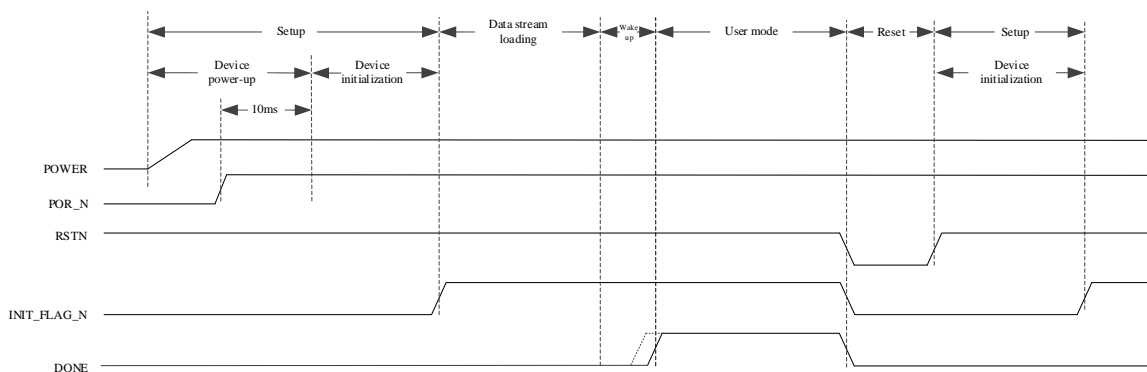 Setup
Data stream
loading
Wake
up
User mode
Reset
Setup
Device
power-up
Device
initialization
Device
initialization
10ms
POWER
POR_N
RSTN
INIT_FLAG_N
DONE